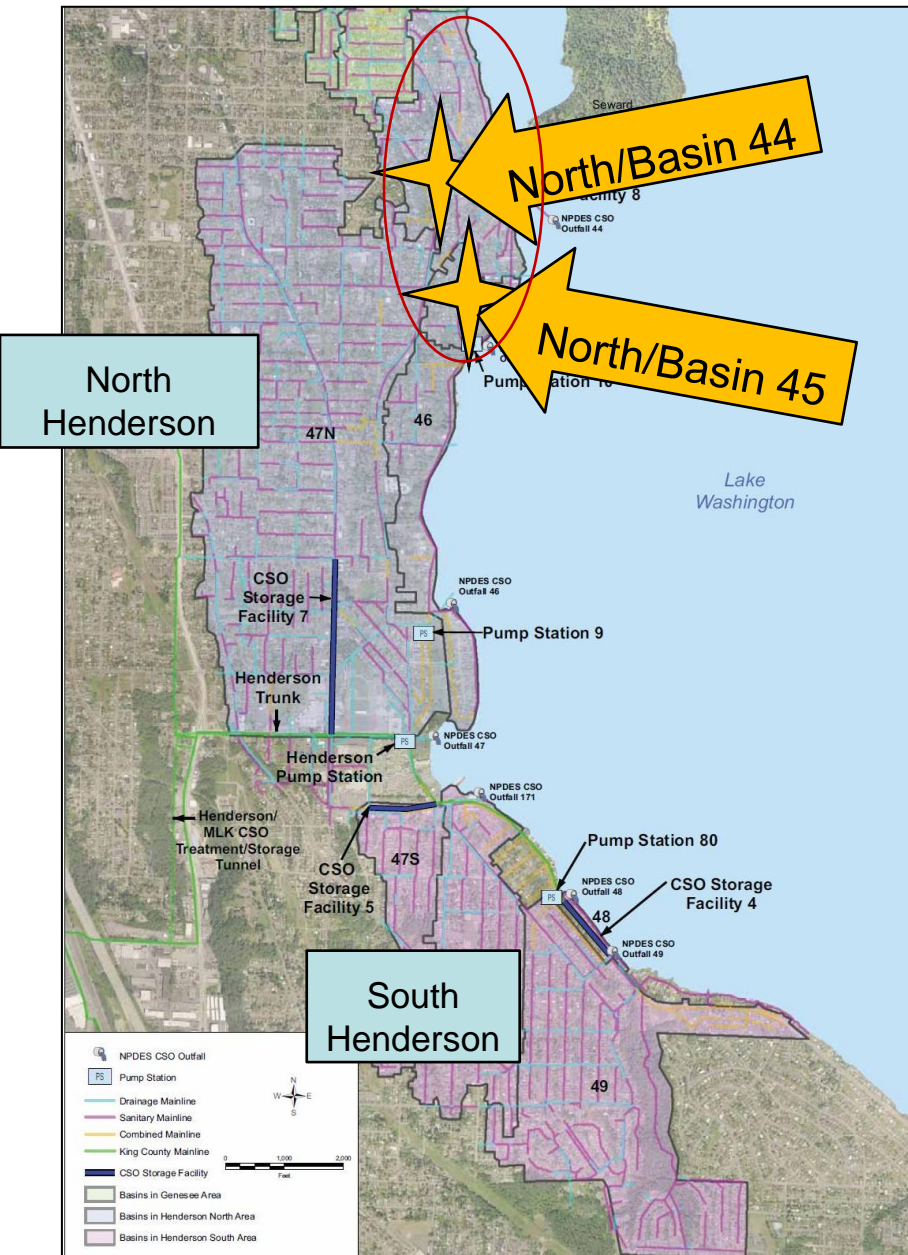 Seward
North/Basin 44
acility 8
NPDES CSO
Outfall 44
North/Basin 45
Pump Station 10
North
Henderson
47N
46
Lake
Washington
CSO
Storage
Facility 7
NPDES CSO
Outfall 46
PS
Pump Station 9
Henderson
Trunk
PS
NPDES CSO
Outfall 47
Henderson
Pump Station
NPDES CSO
Outfall 171
Henderson/
MLK CSO
Treatment/Storage
Tunnel
47S
CSO
Storage
Facility 5
Pump Station 80
PS
NPDES CSO
Outfall 48
48
CSO Storage
Facility 4
NPDES CSO
Outfall 49
South
Henderson
49
NPDES CSO Outfall
PS
Pump Station
Drainage Mainline
Sanitary Mainline
Combined Mainline
King County Mainline
CSO Storage Facility
Basins in Genesee Area
Basins in Henderson North Area
Basins in Henderson South Area
N
W
E
S
0
1,000
2,000
Feet